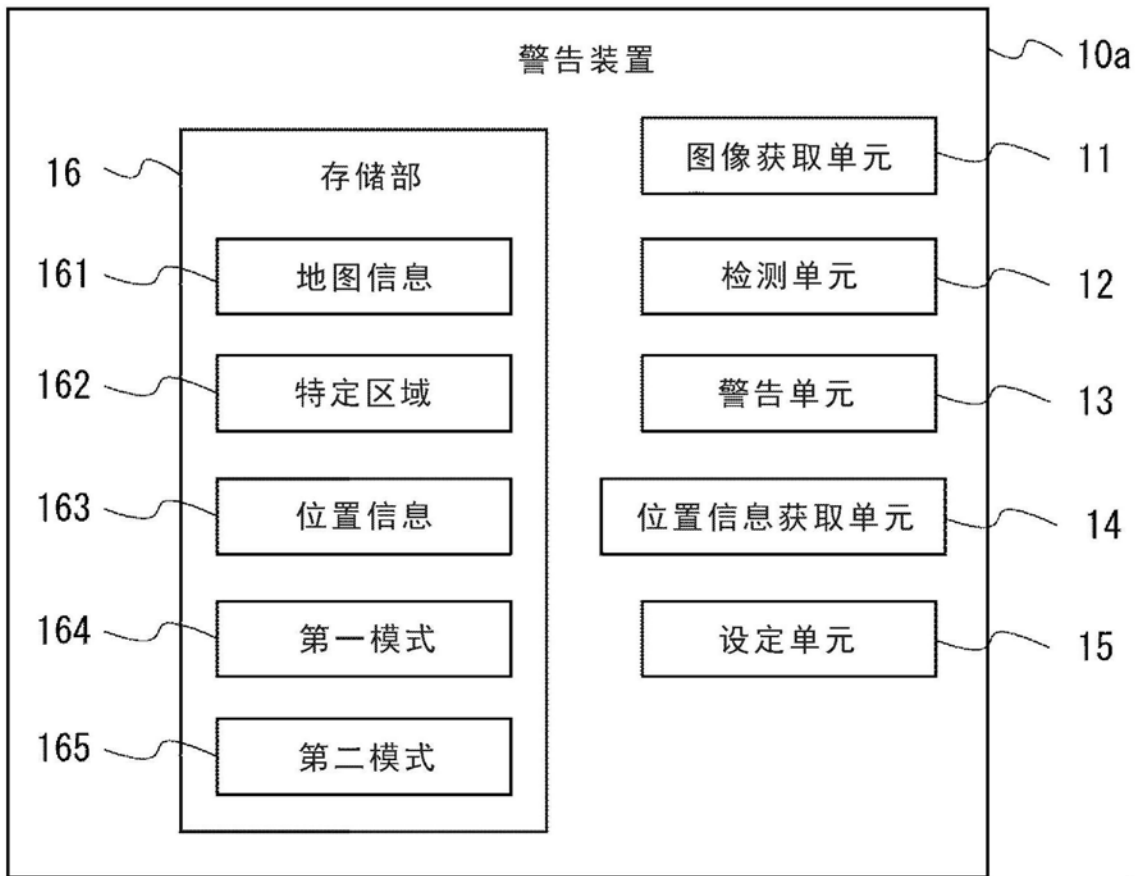 警告装置
10a
16
存储部
161
地图信息
162
特定区域
163
位置信息
164
第一模式
165
第二模式
图像获取单元
11
检测单元
12
警告单元
13
位置信息获取单元
14
设定单元
15